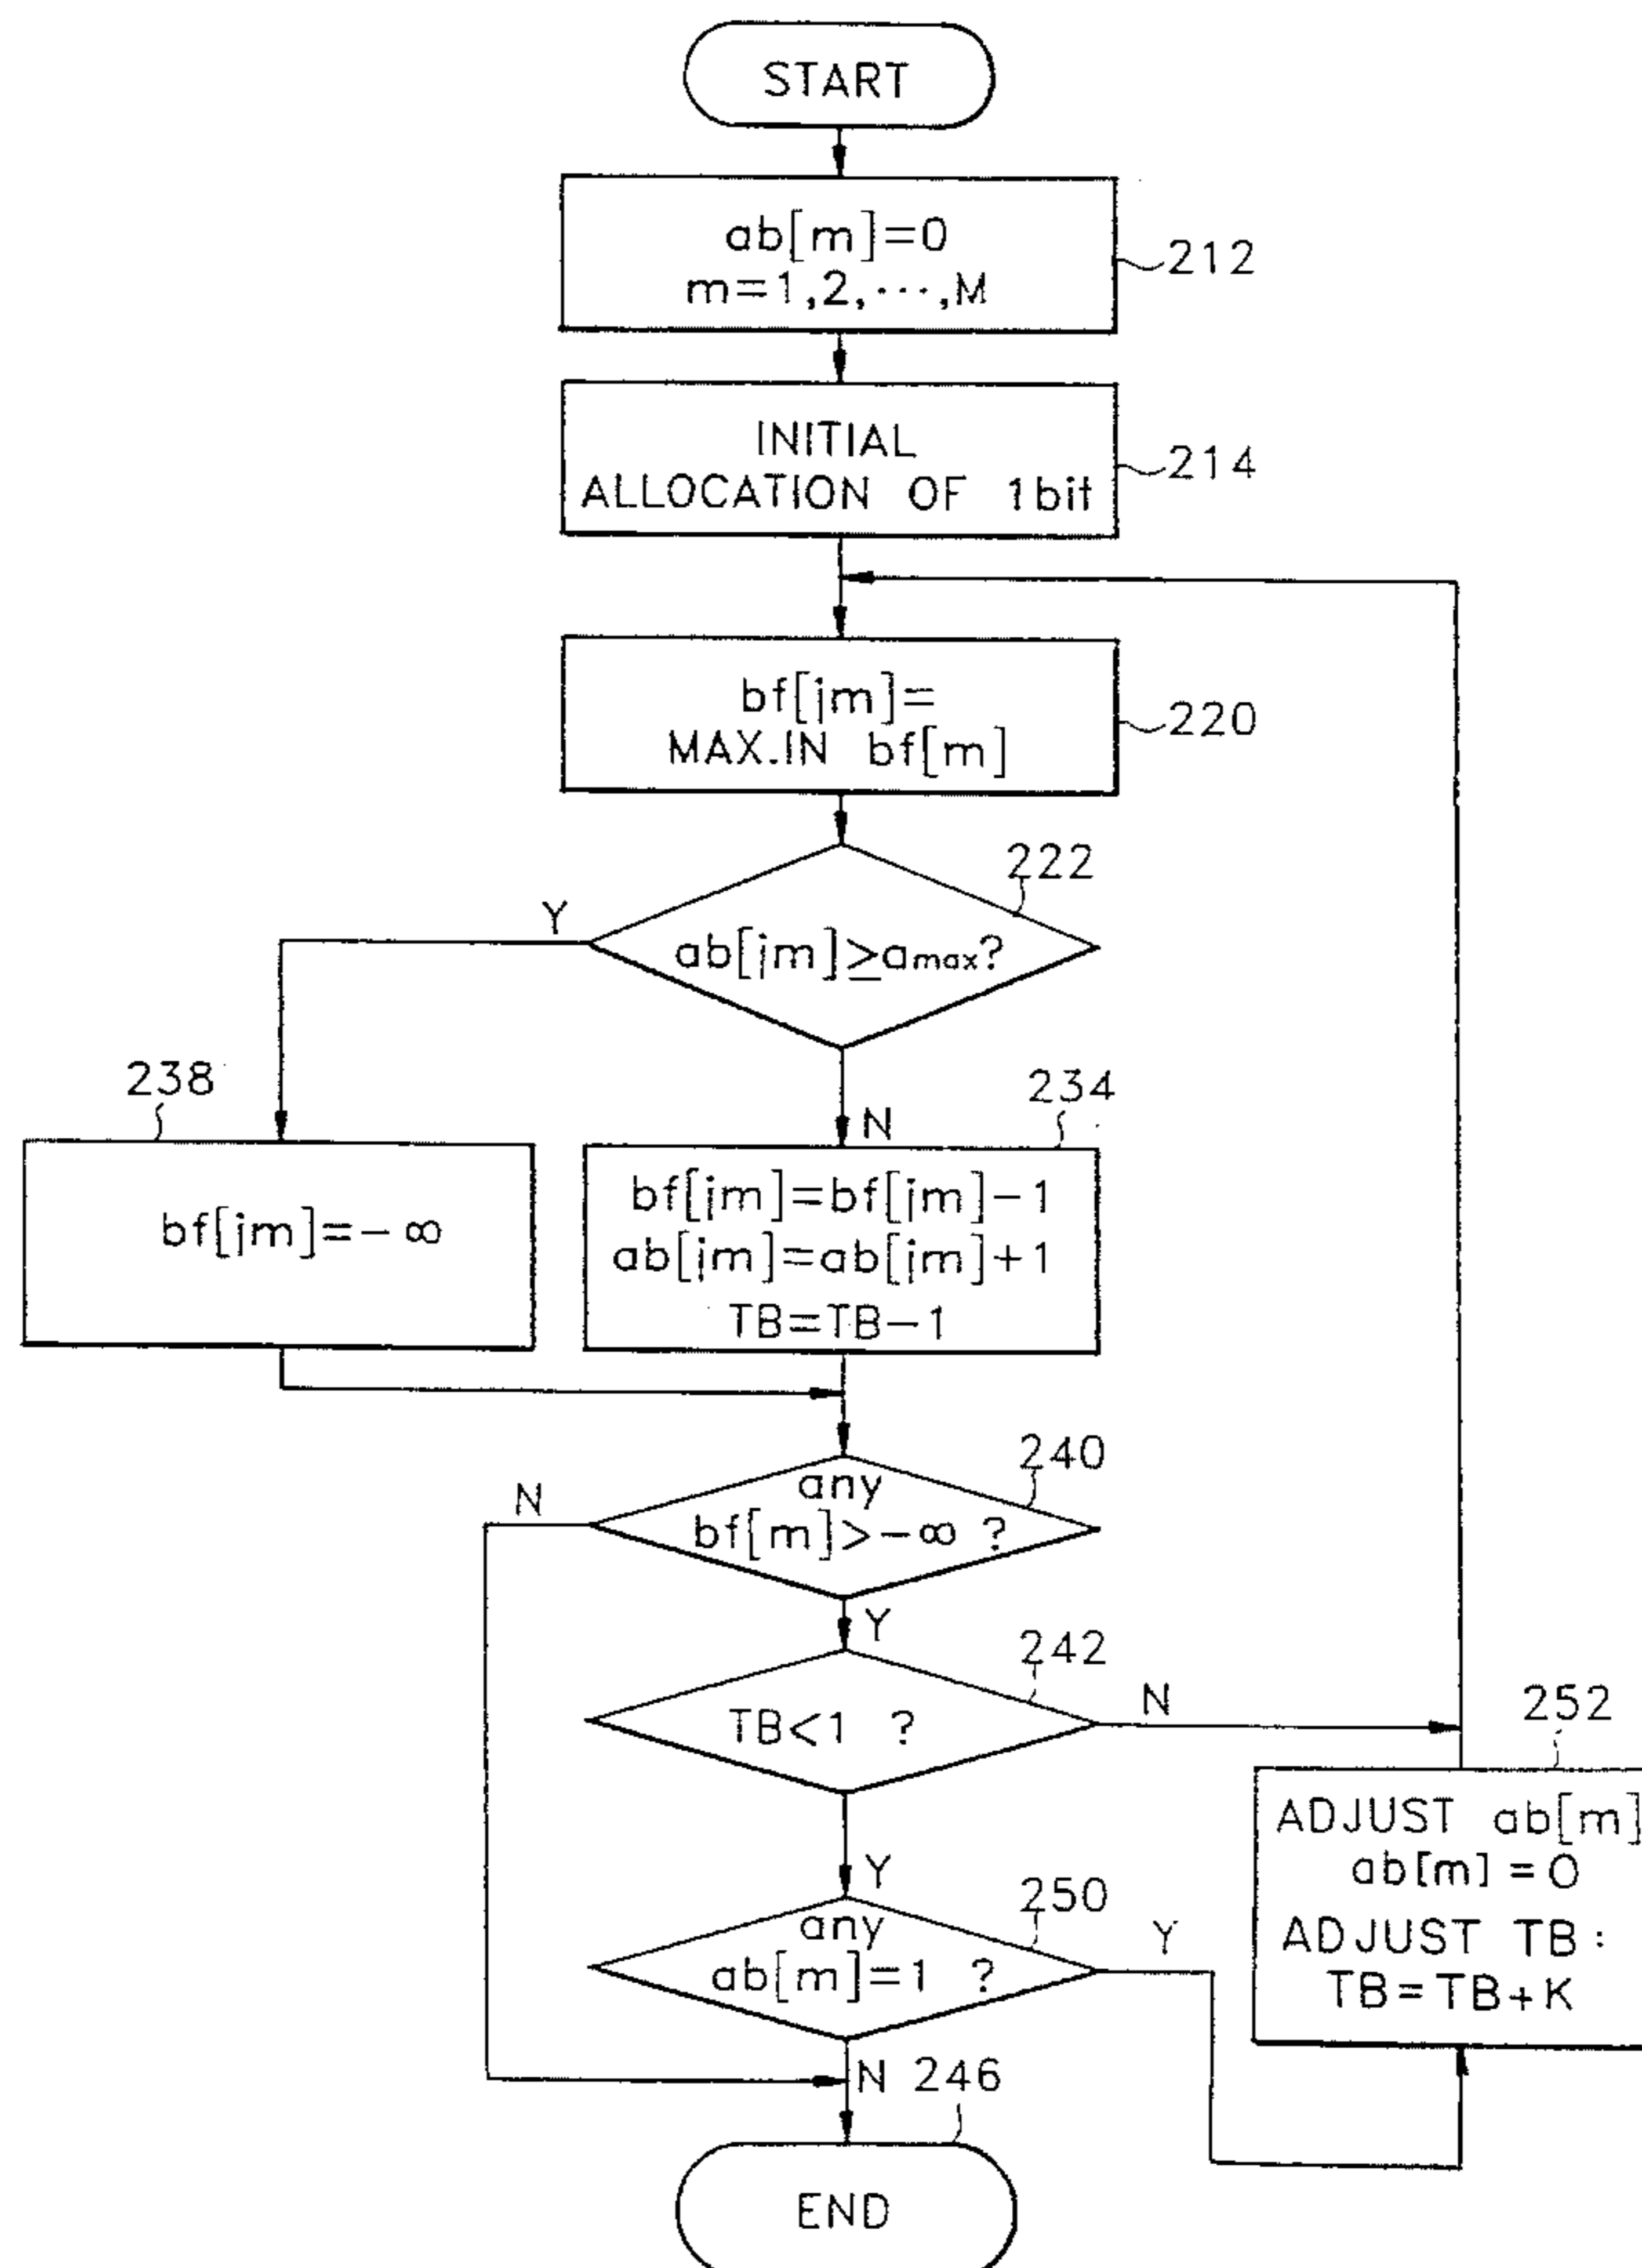 START
ab[m]=0
m=1,2,⋯,M
212
INITIAL
ALLOCATION OF 1bit
214
bf[jm]=
MAX.IN bf[m]
220
222
Y
ab[jm]≥amax?
238
234
N
bf[jm]=-∞
bf[jm]=bf[jm]-1
ab[jm]=ab[jm]+1
TB=TB-1
240
N
any
bf[m]>-∞ ?
Y
242
TB<1 ?
N
252
ADJUST ab[m]
ab[m]=0
ADJUST TB:
TB=TB+K
Y
250
any
ab[m]=1 ?
Y
N
246
END